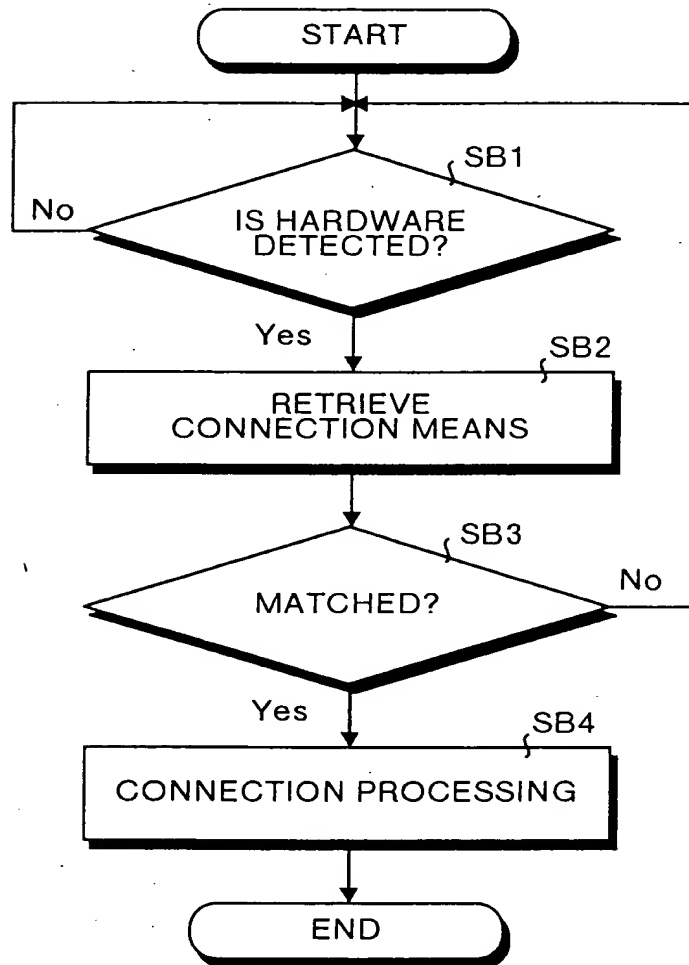 START
SB1
IS HARDWARE
DETECTED?
No
Yes
SB2
RETRIEVE
CONNECTION MEANS
SB3
MATCHED?
No
Yes
SB4
CONNECTION PROCESSING
END